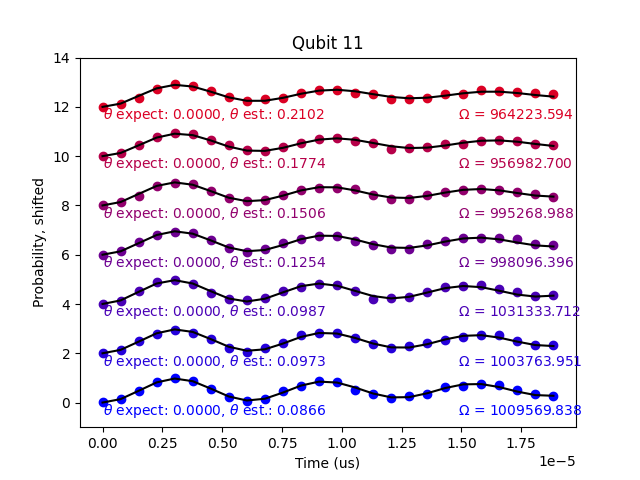 Qubit 11
Probability, shifted
14
12
θ expect: 0.0000, θ est.: 0.2102 Ω = 964223.594
10
θ expect: 0.0000, θ est.: 0.1774 Ω = 956982.700
8
θ expect: 0.0000, θ est.: 0.1506 Ω = 995268.988
6
θ expect: 0.0000, θ est.: 0.1254 Ω = 998096.396
4
θ expect: 0.0000, θ est.: 0.0987 Ω = 1031333.712
2
θ expect: 0.0000, θ est.: 0.0973 Ω = 1003763.951
0
θ expect: 0.0000, θ est.: 0.0866 Ω = 1009569.838
0.00 0.25 0.50 0.75 1.00 1.25 1.50 1.75
1e−5
Time (us)